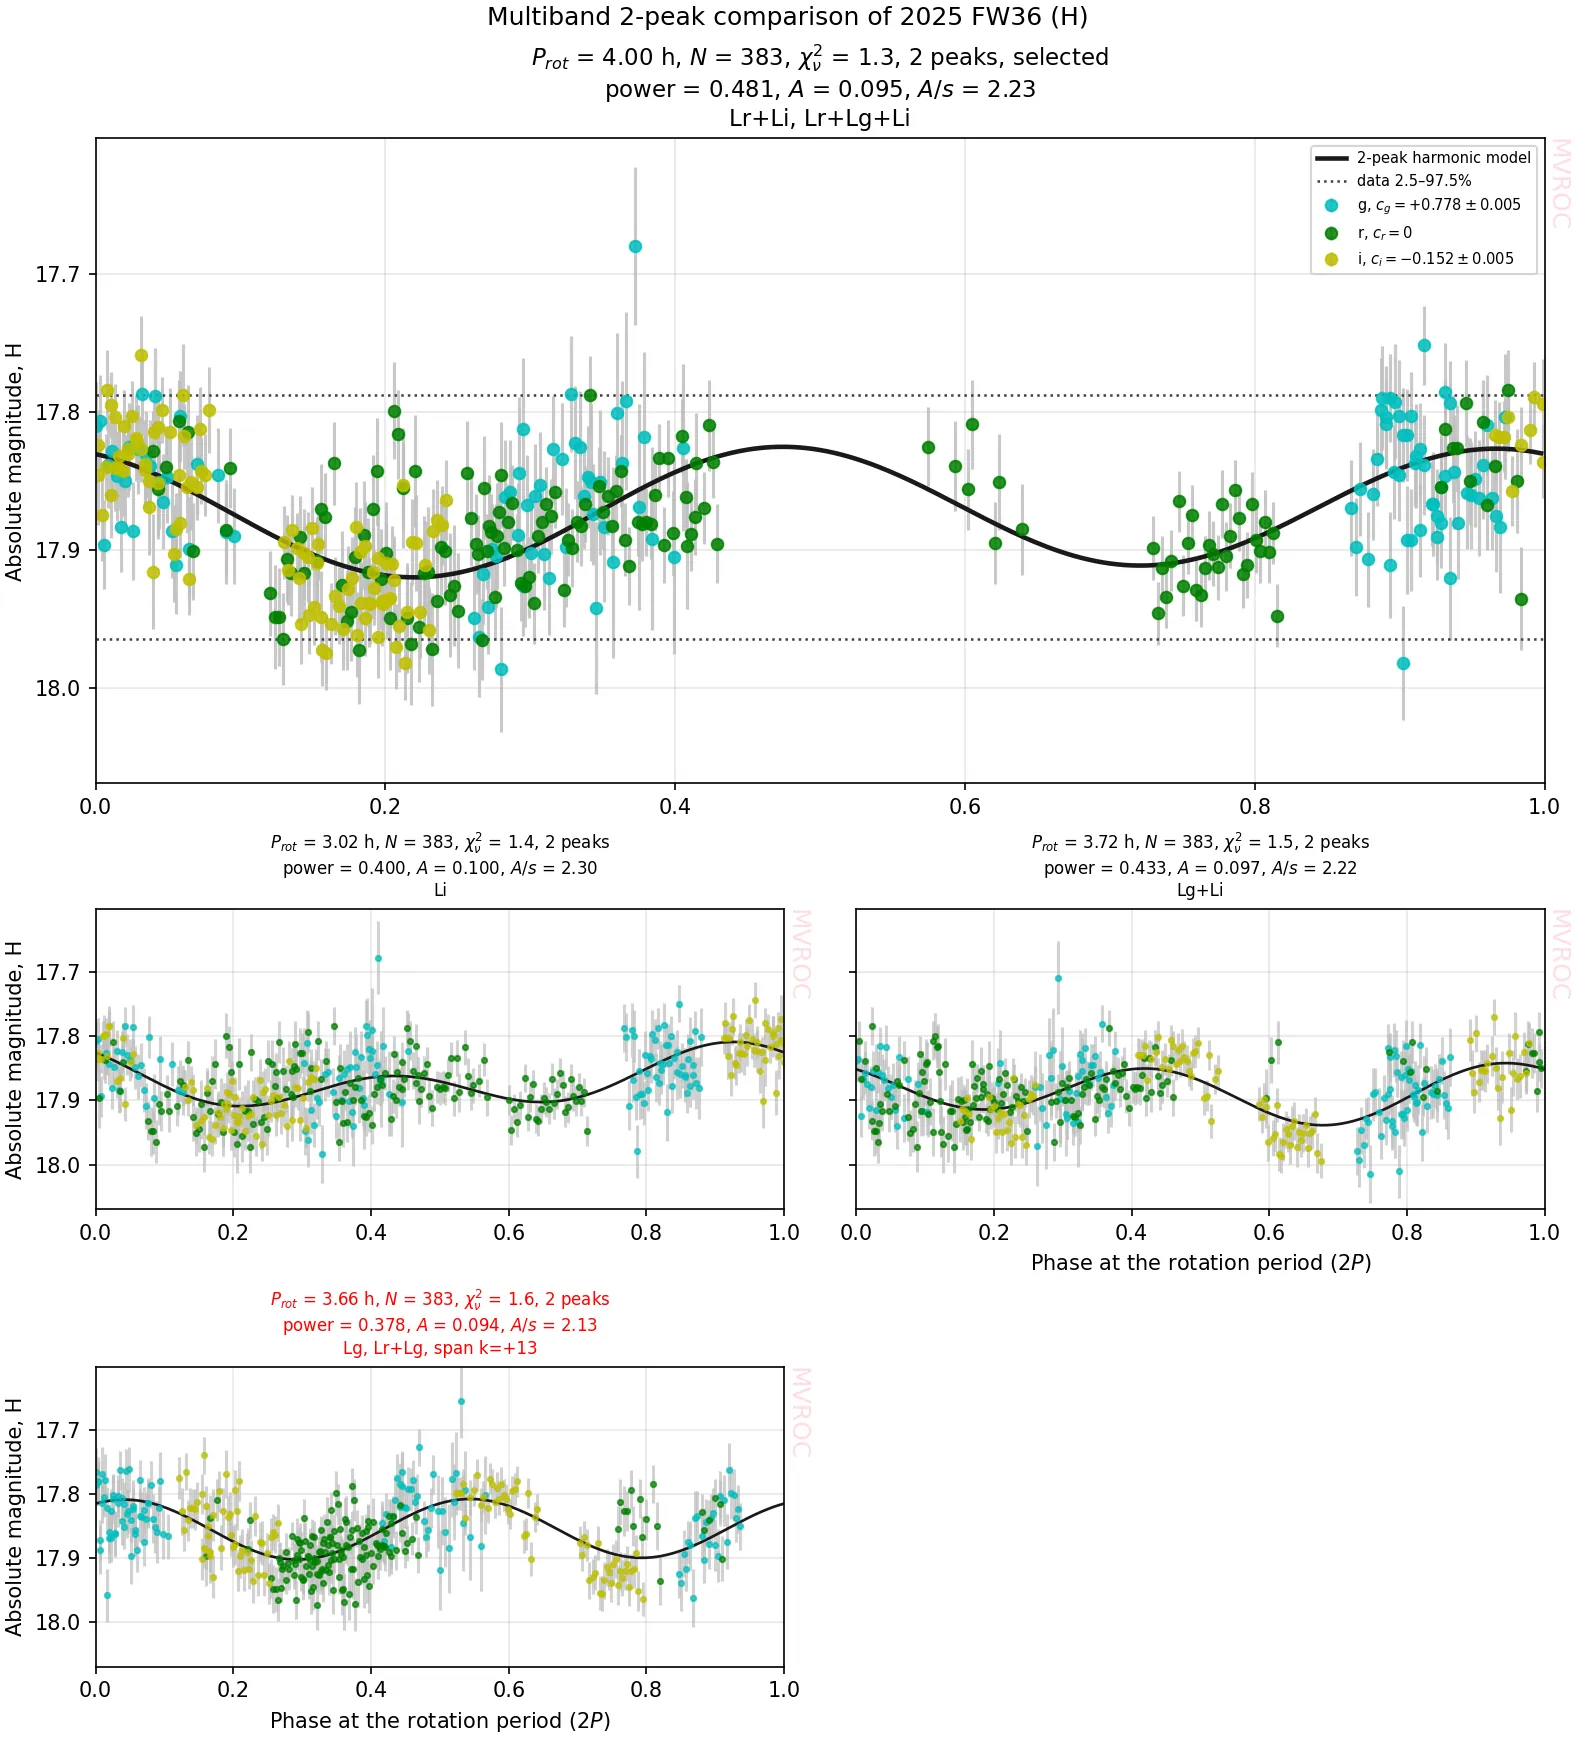 Multiband 2-peak comparison of 2025 FW36 (H)
P_rot = 4.00 h, N = 383, χ²_ν = 1.3, 2 peaks, selected
power = 0.481, A = 0.095, A/s = 2.23
Lr+Li, Lr+Lg+Li
2-peak harmonic model
data 2.5–97.5%
g, c_g = +0.778 ± 0.005
r, c_r = 0
i, c_i = −0.152 ± 0.005
MVROC
Absolute magnitude, H
17.7
17.8
17.9
18.0
0.0 0.2 0.4 0.6 0.8 1.0
P_rot = 3.02 h, N = 383, χ²_ν = 1.4, 2 peaks
power = 0.400, A = 0.100, A/s = 2.30
Li
MVROC
Absolute magnitude, H
17.7
17.8
17.9
18.0
0.0 0.2 0.4 0.6 0.8 1.0
P_rot = 3.72 h, N = 383, χ²_ν = 1.5, 2 peaks
power = 0.433, A = 0.097, A/s = 2.22
Lg+Li
MVROC
0.0 0.2 0.4 0.6 0.8 1.0
Phase at the rotation period (2P)
P_rot = 3.66 h, N = 383, χ²_ν = 1.6, 2 peaks
power = 0.378, A = 0.094, A/s = 2.13
Lg, Lr+Lg, span k=+13
MVROC
Absolute magnitude, H
17.7
17.8
17.9
18.0
0.0 0.2 0.4 0.6 0.8 1.0
Phase at the rotation period (2P)